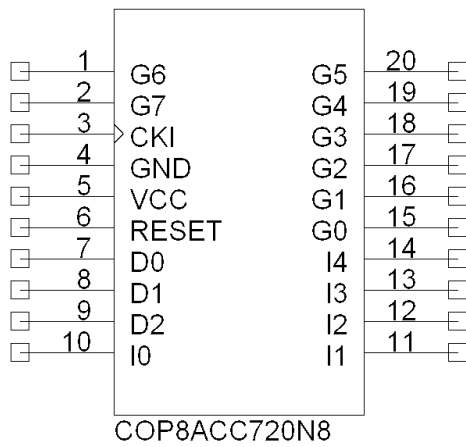 1 G6 G5 20
2 G7 G4 19
3 CKI G3 18
4 GND G2 17
5 VCC G1 16
6 RESET G0 15
7 D0 I4 14
8 D1 I3 13
9 D2 I2 12
10 I0 I1 11
COP8ACC720N8